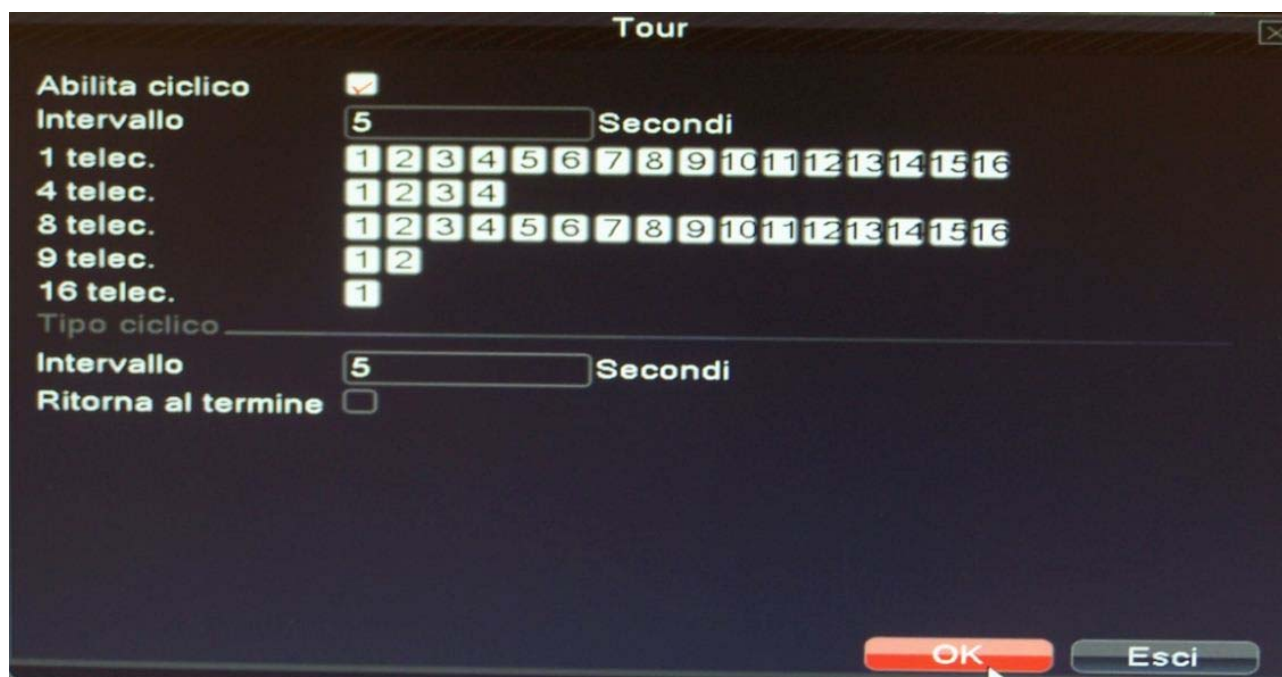 Tour
Abilita ciclico
Intervallo 5 Secondi
1 telec. 1 2 3 4 5 6 7 8 9 10 11 12 13 14 15 16
4 telec. 1 2 3 4
8 telec. 1 2 3 4 5 6 7 8 9 10 11 12 13 14 15 16
9 telec. 1 2
16 telec. 1
Tipo ciclico
Intervallo 5 Secondi
Ritorna al termine
OK Esci